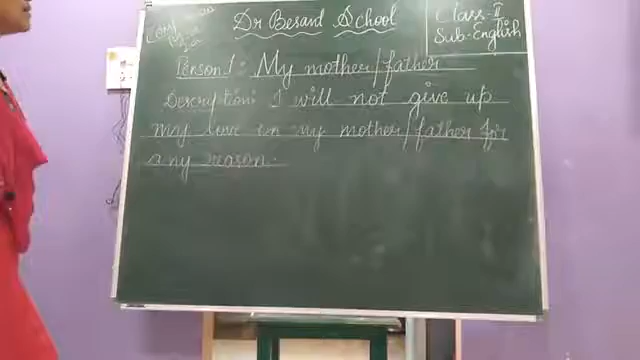 Dr Besant School
Class-II
Sub-English
Person 1: My mother/father
Description: I will not give up
my love on my mother/father for
any reason.